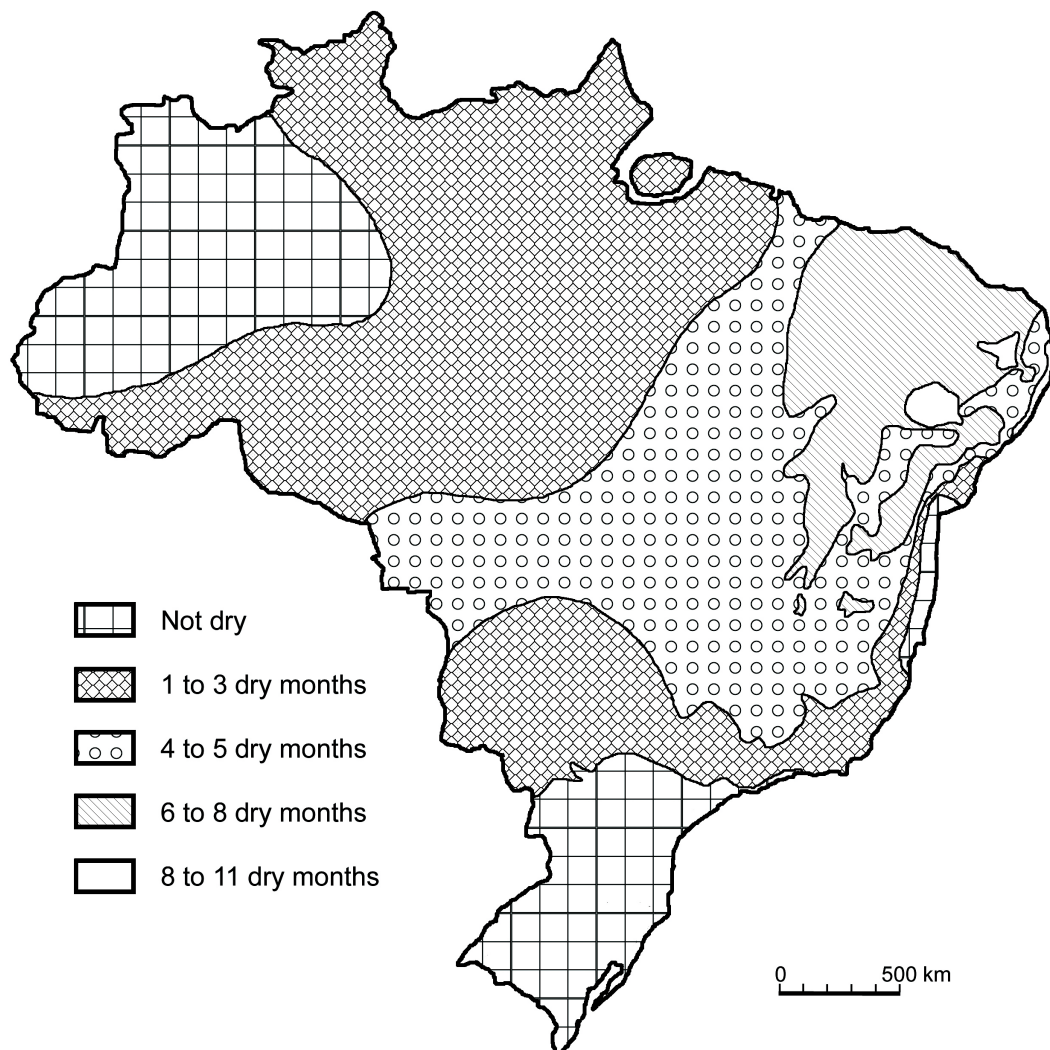 Not dry
1 to 3 dry months
4 to 5 dry months
6 to 8 dry months
8 to 11 dry months
0 500 km